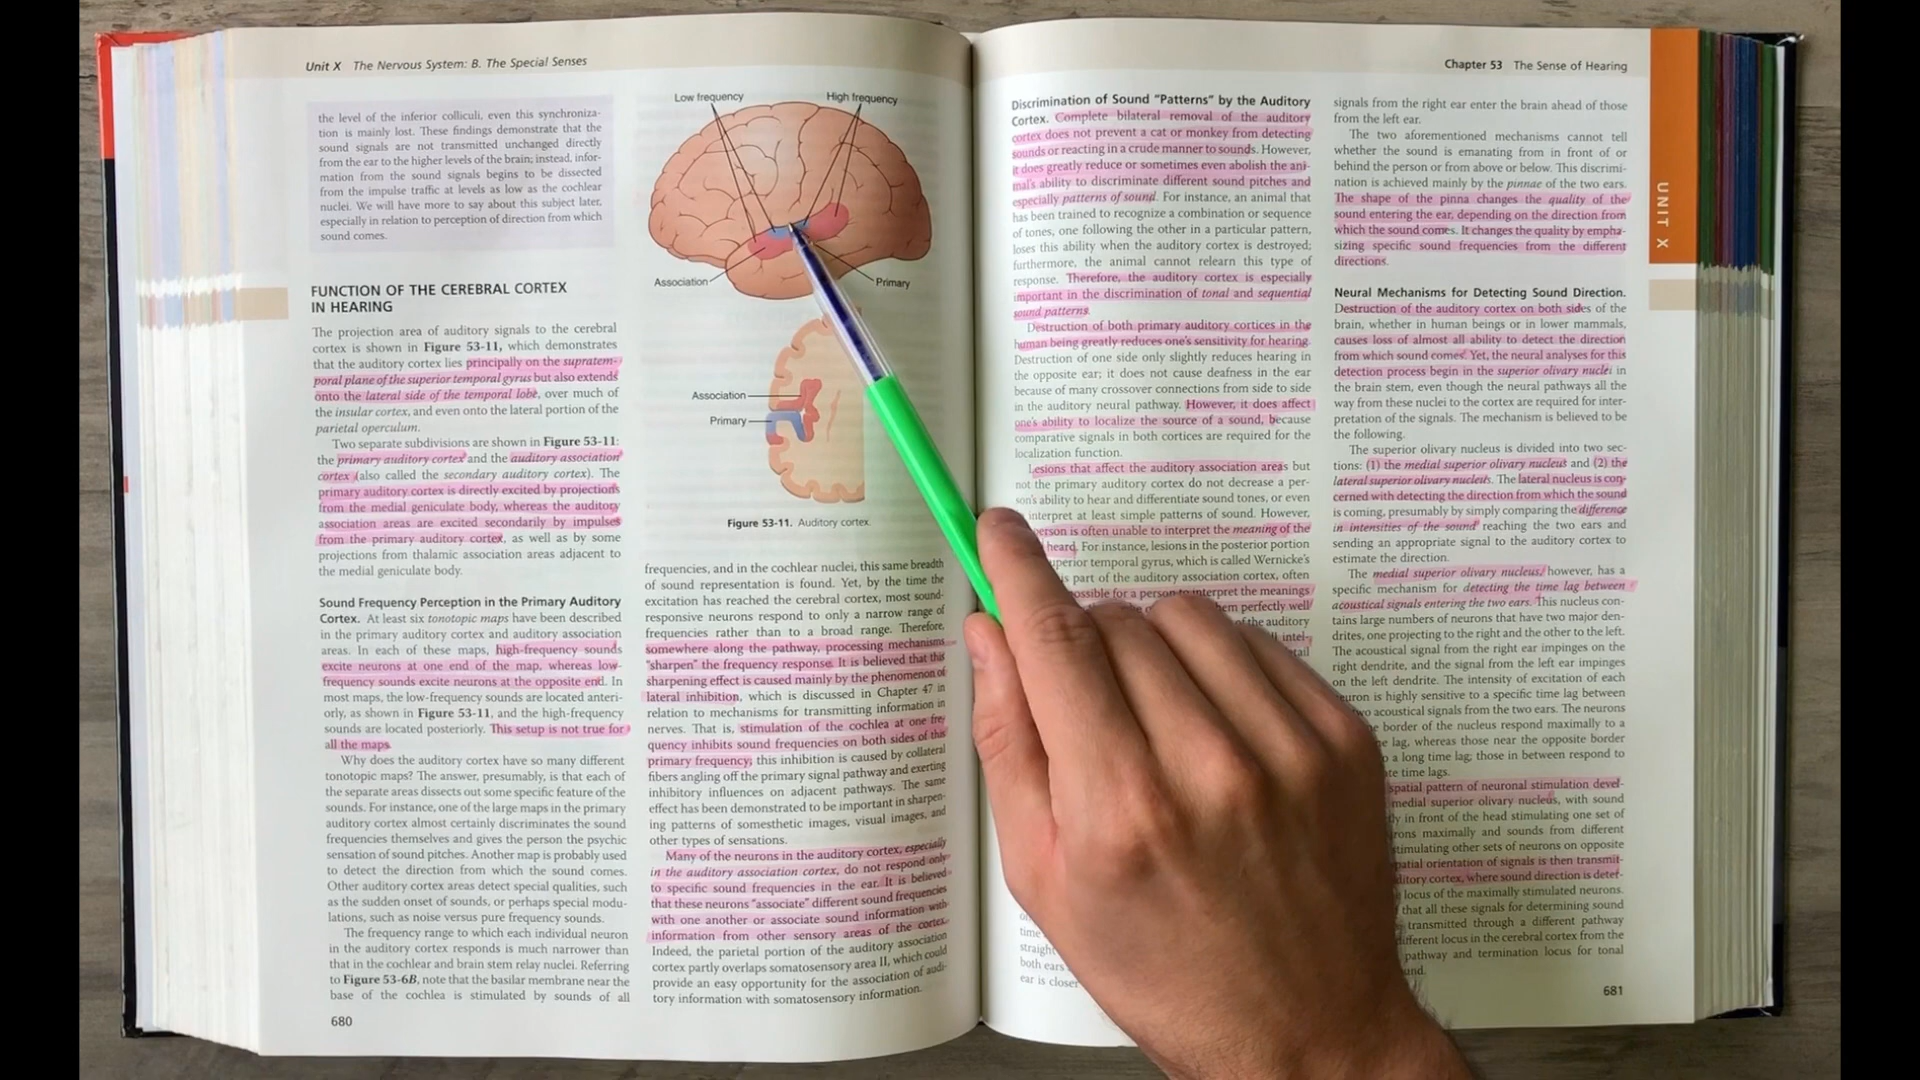 Unit X The Nervous System: B. The Special Senses
the level of the inferior colliculi, even this synchroniza-
tion is mainly lost. These findings demonstrate that the
sound signals are not transmitted unchanged directly
from the ear to the higher levels of the brain; instead, infor-
mation from the sound signals begins to be dissected
from the impulse traffic at levels as low as the cochlear
nuclei. We will have more to say about this subject later,
especially in relation to perception of direction from which
sound comes.
FUNCTION OF THE CEREBRAL CORTEX
IN HEARING
The projection area of auditory signals to the cerebral
cortex is shown in Figure 53-11, which demonstrates
that the auditory cortex lies principally on the supratem-
poral plane of the superior temporal gyrus but also extends
onto the lateral side of the temporal lobe, over much of
the insular cortex, and even onto the lateral portion of the
parietal operculum.
Two separate subdivisions are shown in Figure 53-11:
the primary auditory cortex and the auditory association
cortex (also called the secondary auditory cortex). The
primary auditory cortex is directly excited by projections
from the medial geniculate body, whereas the auditory
association areas are excited secondarily by impulses
from the primary auditory cortex, as well as by some
projections from thalamic association areas adjacent to
the medial geniculate body.
Sound Frequency Perception in the Primary Auditory
Cortex. At least six tonotopic maps have been described
in the primary auditory cortex and auditory association
areas. In each of these maps, high-frequency sounds
excite neurons at one end of the map, whereas low-
frequency sounds excite neurons at the opposite end. In
most maps, the low-frequency sounds are located anteri-
orly, as shown in Figure 53-11, and the high-frequency
sounds are located posteriorly. This setup is not true for
all the maps.
Why does the auditory cortex have so many different
tonotopic maps? The answer, presumably, is that each of
the separate areas dissects out some specific feature of the
sounds. For instance, one of the large maps in the primary
auditory cortex almost certainly discriminates the sound
frequencies themselves and gives the person the psychic
sensation of sound pitches. Another map is probably used
to detect the direction from which the sound comes.
Other auditory cortex areas detect special qualities, such
as the sudden onset of sounds, or perhaps special modu-
lations, such as noise versus pure frequency sounds.
The frequency range to which each individual neuron
in the auditory cortex responds is much narrower than
that in the cochlear and brain stem relay nuclei. Referring
to Figure 53-6B, note that the basilar membrane near the
base of the cochlea is stimulated by sounds of all
680
Low frequency
High frequency
Association
Primary
Association
Primary
Figure 53-11. Auditory cortex.
frequencies, and in the cochlear nuclei, this same breadth
of sound representation is found. Yet, by the time the
excitation has reached the cerebral cortex, most sound-
responsive neurons respond to only a narrow range of
frequencies rather than to a broad range. Therefore,
somewhere along the pathway, processing mechanisms
"sharpen" the frequency response. It is believed that this
sharpening effect is caused mainly by the phenomenon of
lateral inhibition, which is discussed in Chapter 47 in
relation to mechanisms for transmitting information in
nerves. That is, stimulation of the cochlea at one fre-
quency inhibits sound frequencies on both sides of this
primary frequency; this inhibition is caused by collateral
fibers angling off the primary signal pathway and exerting
inhibitory influences on adjacent pathways. The same
effect has been demonstrated to be important in sharpen-
ing patterns of somesthetic images, visual images, and
other types of sensations.
Many of the neurons in the auditory cortex, especially
in the auditory association cortex, do not respond only
to specific sound frequencies in the ear. It is believed
that these neurons "associate" different sound frequencies
with one another or associate sound information with
information from other sensory areas of the cortex.
Indeed, the parietal portion of the auditory association
cortex partly overlaps somatosensory area II, which could
provide an easy opportunity for the association of audi-
tory information with somatosensory information.
Chapter 53 The Sense of Hearing
Discrimination of Sound "Patterns" by the Auditory
Cortex. Complete bilateral removal of the auditory
cortex does not prevent a cat or monkey from detecting
sounds or reacting in a crude manner to sounds. However,
it does greatly reduce or sometimes even abolish the ani-
mal's ability to discriminate different sound pitches and
especially patterns of sound. For instance, an animal that
has been trained to recognize a combination or sequence
of tones, one following the other in a particular pattern,
loses this ability when the auditory cortex is destroyed;
furthermore, the animal cannot relearn this type of
response. Therefore, the auditory cortex is especially
important in the discrimination of tonal and sequential
sound patterns.
Destruction of both primary auditory cortices in the
human being greatly reduces one's sensitivity for hearing.
Destruction of one side only slightly reduces hearing in
the opposite ear; it does not cause deafness in the ear
because of many crossover connections from side to side
in the auditory neural pathway. However, it does affect
one's ability to localize the source of a sound, because
comparative signals in both cortices are required for the
localization function.
Lesions that affect the auditory association areas but
not the primary auditory cortex do not decrease a per-
son's ability to hear and differentiate sound tones, or even
interpret at least simple patterns of sound. However,
person is often unable to interpret the meaning of the
heard. For instance, lesions in the posterior portion
superior temporal gyrus, which is called Wernicke's
is part of the auditory association cortex, often
possible for a person to interpret the meanings
them perfectly well
of the auditory
intel-
time
straight
both ears
ear is closer
signals from the right ear enter the brain ahead of those
from the left ear.
The two aforementioned mechanisms cannot tell
whether the sound is emanating from in front of or
behind the person or from above or below. This discrimi-
nation is achieved mainly by the pinnae of the two ears.
The shape of the pinna changes the quality of the
sound entering the ear, depending on the direction from
which the sound comes. It changes the quality by empha-
sizing specific sound frequencies from the different
directions.
Neural Mechanisms for Detecting Sound Direction.
Destruction of the auditory cortex on both sides of the
brain, whether in human beings or in lower mammals,
causes loss of almost all ability to detect the direction
from which sound comes. Yet, the neural analyses for this
detection process begin in the superior olivary nuclei in
the brain stem, even though the neural pathways all the
way from these nuclei to the cortex are required for inter-
pretation of the signals. The mechanism is believed to be
the following.
The superior olivary nucleus is divided into two sec-
tions: (1) the medial superior olivary nucleus and (2) the
lateral superior olivary nucleus. The lateral nucleus is con-
cerned with detecting the direction from which the sound
is coming, presumably by simply comparing the difference
in intensities of the sound reaching the two ears and
sending an appropriate signal to the auditory cortex to
estimate the direction.
The medial superior olivary nucleus, however, has a
specific mechanism for detecting the time lag between
acoustical signals entering the two ears. This nucleus con-
tains large numbers of neurons that have two major den-
drites, one projecting to the right and the other to the left.
The acoustical signal from the right ear impinges on the
right dendrite, and the signal from the left ear impinges
on the left dendrite. The intensity of excitation of each
neuron is highly sensitive to a specific time lag between
two acoustical signals from the two ears. The neurons
border of the nucleus respond maximally to a
lag, whereas those near the opposite border
to a long time lag; those in between respond to
time lags.
spatial pattern of neuronal stimulation devel-
medial superior olivary nucleus, with sound
in front of the head stimulating one set of
maximally and sounds from different
stimulating other sets of neurons on opposite
spatial orientation of signals is then transmit-
auditory cortex, where sound direction is deter-
locus of the maximally stimulated neurons.
that all these signals for determining sound
transmitted through a different pathway
different locus in the cerebral cortex from the
pathway and termination locus for tonal
681
UNIT X